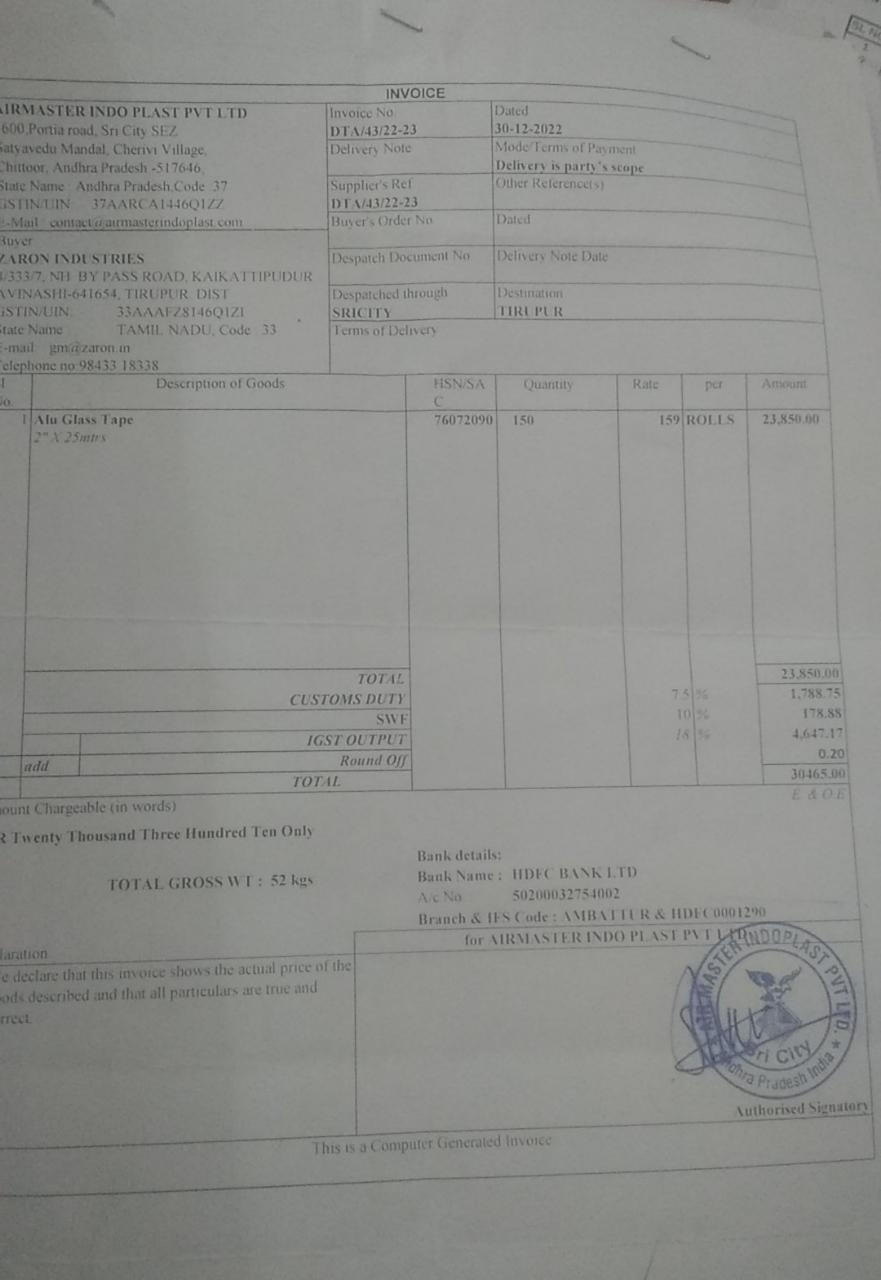 INVOICE
AIRMASTER INDO PLAST PVT LTD
600,Portia road, Sri City SEZ
Satyavedu Mandal, Cherivi Village,
Chittoor, Andhra Pradesh -517646,
State Name : Andhra Pradesh,Code 37
GSTIN/UIN: 37AARCA1446Q1ZZ
E-Mail contact@airmasterindoplast.com
Invoice No.
DTA/43/22-23
Dated
30-12-2022
Delivery Note
Mode/Terms of Payment
Delivery is party's scope
Supplier's Ref
DTA/43/22-23
Other Reference(s)
Buyer's Order No.
Dated
Buyer
ZARON INDUSTRIES
/333/7, NH BY PASS ROAD, KAIKATTIPUDUR
AVINASHI-641654, TIRUPUR DIST
GSTIN/UIN: 33AAAFZ8146Q1ZI
State Name TAMIL NADU, Code 33
E-mail gm@zaron.in
Telephone no 98433 18338
Despatch Document No.
Delivery Note Date
Despatched through
SRICITY
Destination
TIRUPUR
Terms of Delivery
No. Description of Goods HSN/SAC Quantity Rate per Amount
1 Alu Glass Tape 76072090 150 159 ROLLS 23,850.00
2" X 25mtrs
TOTAL 23,850.00
CUSTOMS DUTY 7.5 % 1,788.75
SWF 10 % 178.88
IGST OUTPUT 18 % 4,647.17
add Round Off 0.20
TOTAL 30465.00
ount Chargeable (in words) E & O.E
R Twenty Thousand Three Hundred Ten Only
TOTAL GROSS WT : 52 kgs
Bank details:
Bank Name : HDFC BANK LTD
A/c No 50200032754002
Branch & IFS Code : AMBATTUR & HDFC0001290
laration
e declare that this invoice shows the actual price of the
ods described and that all particulars are true and
rrect.
for AIRMASTER INDO PLAST PVT LTD
AIRMASTER INDOPLAST PVT LTD.
Sri City
Andhra Pradesh India
Authorised Signatory
This is a Computer Generated Invoice